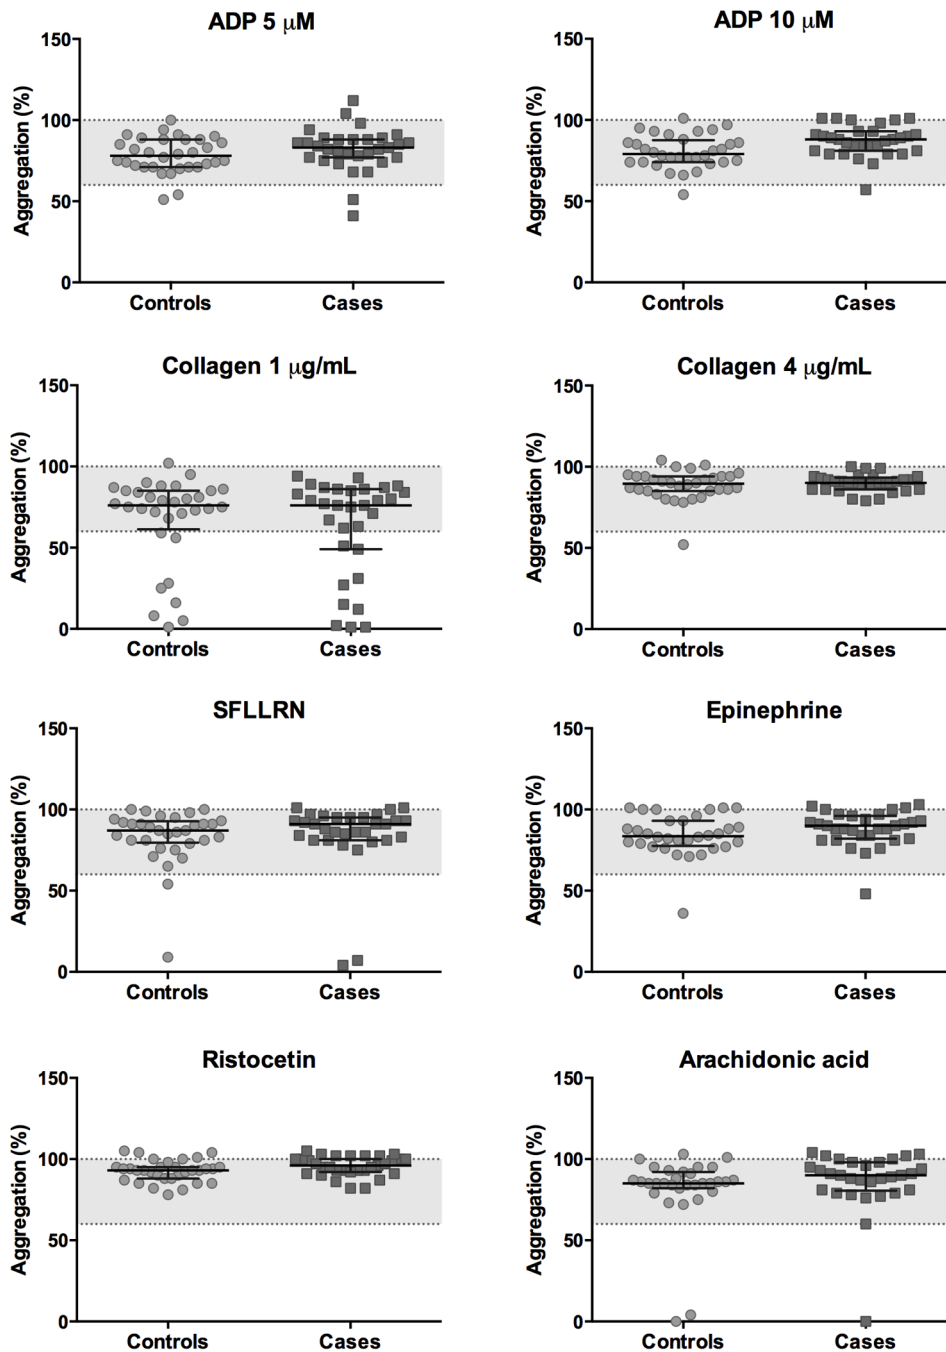 ADP 5 μM
Aggregation (%)
150
100
50
0
Controls
Cases
ADP 10 μM
Aggregation (%)
150
100
50
0
Controls
Cases
Collagen 1 μg/mL
Aggregation (%)
150
100
50
0
Controls
Cases
Collagen 4 μg/mL
Aggregation (%)
150
100
50
0
Controls
Cases
SFLLRN
Aggregation (%)
150
100
50
0
Controls
Cases
Epinephrine
Aggregation (%)
150
100
50
0
Controls
Cases
Ristocetin
Aggregation (%)
150
100
50
0
Controls
Cases
Arachidonic acid
Aggregation (%)
150
100
50
0
Controls
Cases